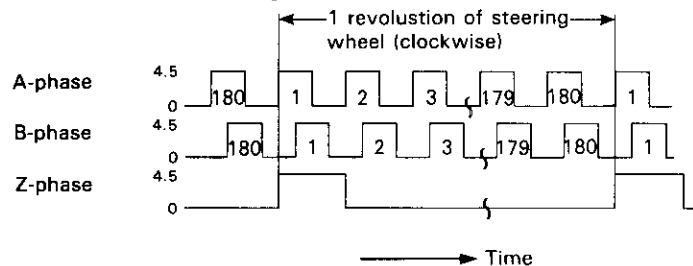 1 revolustion of steering
wheel (clockwise)
A-phase
4.5
0
180 1 2 3 179 180 1
B-phase
4.5
0
180 1 2 3 179 180 1
Z-phase
4.5
0
Time